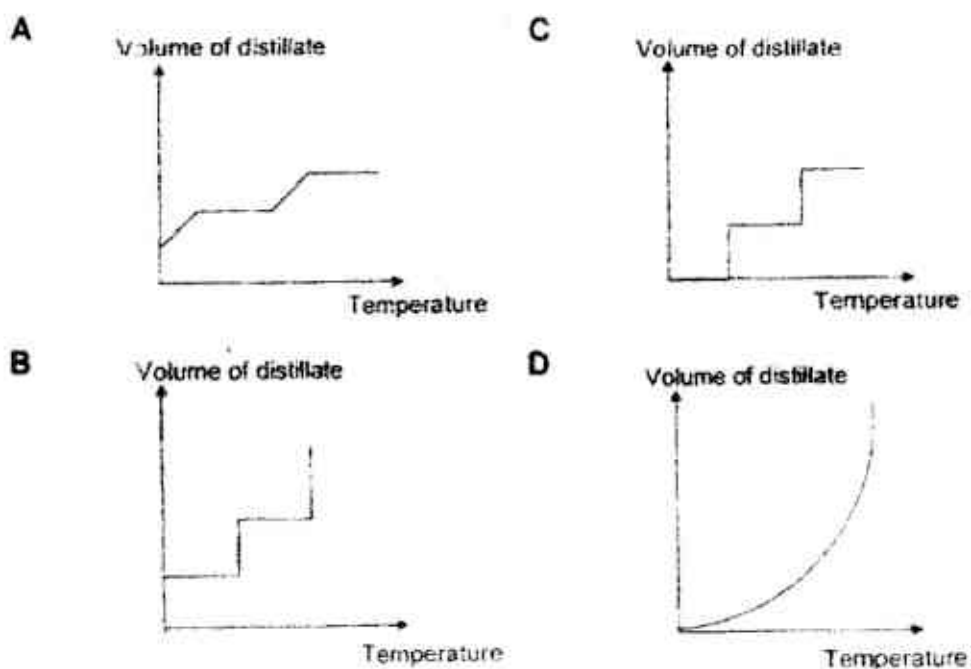 A
Volume of distillate
Temperature
B
Volume of distillate
Temperature
C
Volume of distillate
Temperature
D
Volume of distillate
Temperature